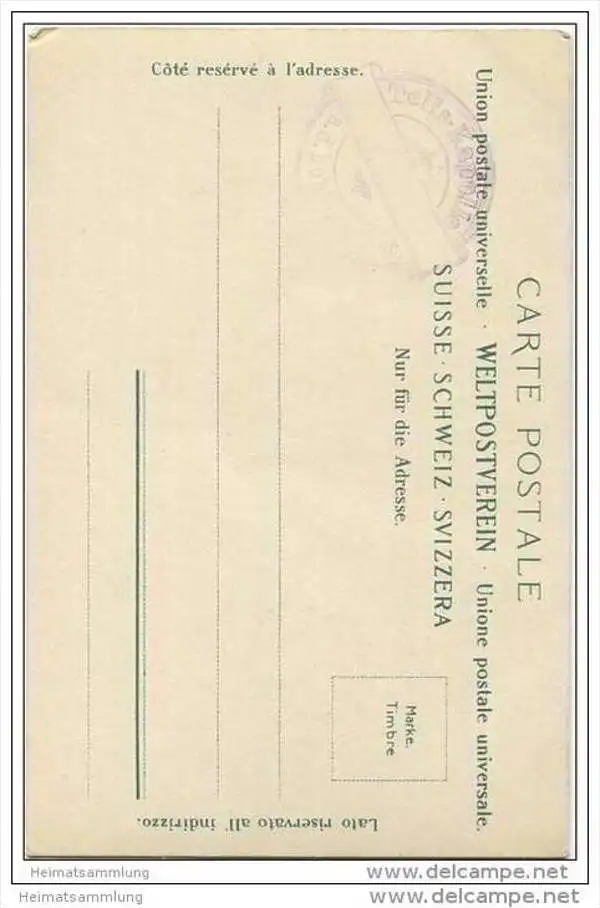 CARTE POSTALE
Union postale universelle · WELTPOSTVEREIN · Unione postale universale.
SUISSE · SCHWEIZ · SVIZZERA
Nur für die Adresse.
Côté resérvé à l'adresse.
Marke.
Timbre
Lato riservato all' indirizzo.
Heimatsammlung
Heimatsammlung
www.delcampe.net
www.delcampe.net